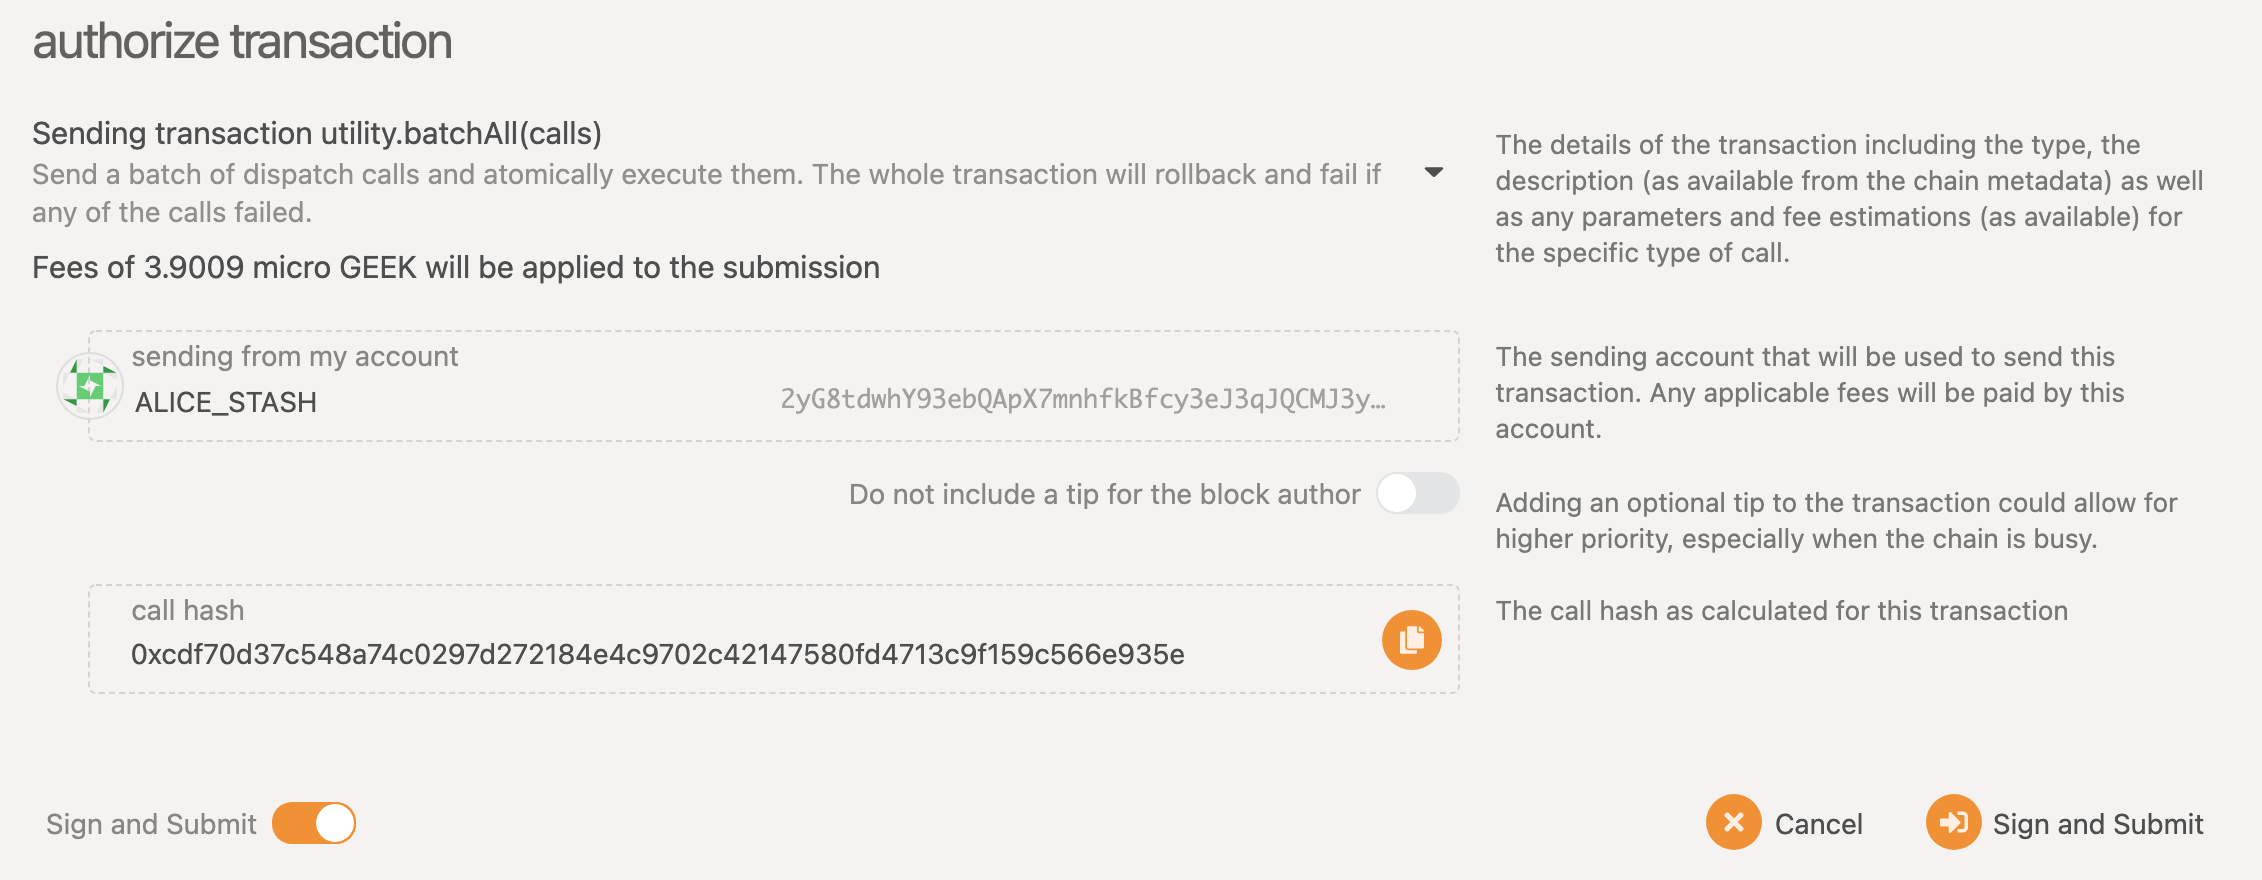 authorize transaction
Sending transaction utility.batchAll(calls)
Send a batch of dispatch calls and atomically execute them. The whole transaction will rollback and fail if
any of the calls failed.
Fees of 3.9009 micro GEEK will be applied to the submission
The details of the transaction including the type, the
description (as available from the chain metadata) as well
as any parameters and fee estimations (as available) for
the specific type of call.
sending from my account
ALICE_STASH
2yG8tdwhY93ebQApX7mnhfkBfcy3eJ3qJQCMJ3y…
The sending account that will be used to send this
transaction. Any applicable fees will be paid by this
account.
Do not include a tip for the block author
Adding an optional tip to the transaction could allow for
higher priority, especially when the chain is busy.
call hash
0xcdf70d37c548a74c0297d272184e4c9702c42147580fd4713c9f159c566e935e
The call hash as calculated for this transaction
Sign and Submit
Cancel
Sign and Submit